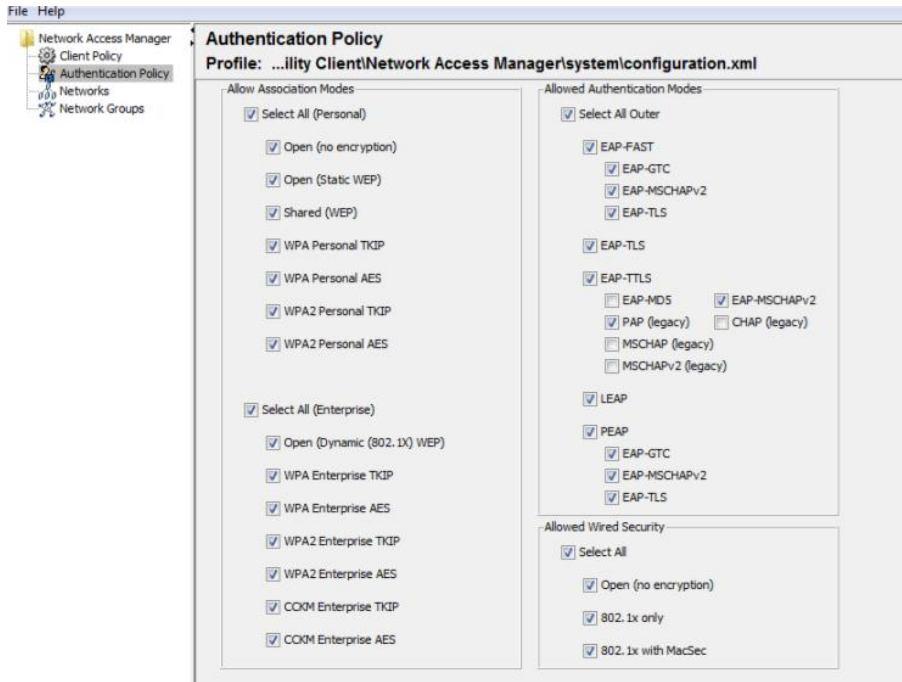 File Help
Network Access Manager
Client Policy
Authentication Policy
Networks
Network Groups
Authentication Policy
Profile: ...ility Client\Network Access Manager\system\configuration.xml
Allow Association Modes
Select All (Personal)
Open (no encryption)
Open (Static WEP)
Shared (WEP)
WPA Personal TKIP
WPA Personal AES
WPA2 Personal TKIP
WPA2 Personal AES
Select All (Enterprise)
Open (Dynamic (802.1X) WEP)
WPA Enterprise TKIP
WPA Enterprise AES
WPA2 Enterprise TKIP
WPA2 Enterprise AES
CCKM Enterprise TKIP
CCKM Enterprise AES
Allowed Authentication Modes
Select All Outer
EAP-FAST
EAP-GTC
EAP-MSCHAPv2
EAP-TLS
EAP-TLS
EAP-TTLS
EAP-MD5 EAP-MSCHAPv2
PAP (legacy) CHAP (legacy)
MSCHAP (legacy)
MSCHAPv2 (legacy)
LEAP
PEAP
EAP-GTC
EAP-MSCHAPv2
EAP-TLS
Allowed Wired Security
Select All
Open (no encryption)
802.1x only
802.1x with MacSec